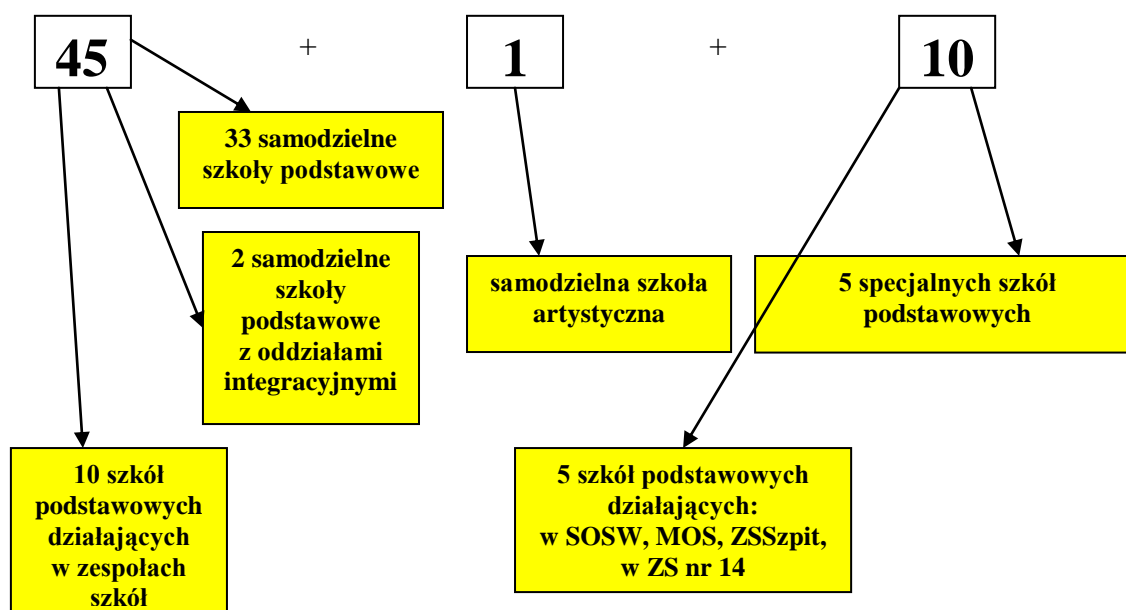 45 + 1 + 10
33 samodzielne
szkoły podstawowe
2 samodzielne
szkoły
podstawowe
z oddziałami
integracyjnymi
samodzielna szkoła
artystyczna
5 specjalnych szkół
podstawowych
10 szkół
podstawowych
działających
w zespołach
szkół
5 szkół podstawowych
działających:
w SOSW, MOS, ZSSzpit,
w ZS nr 14